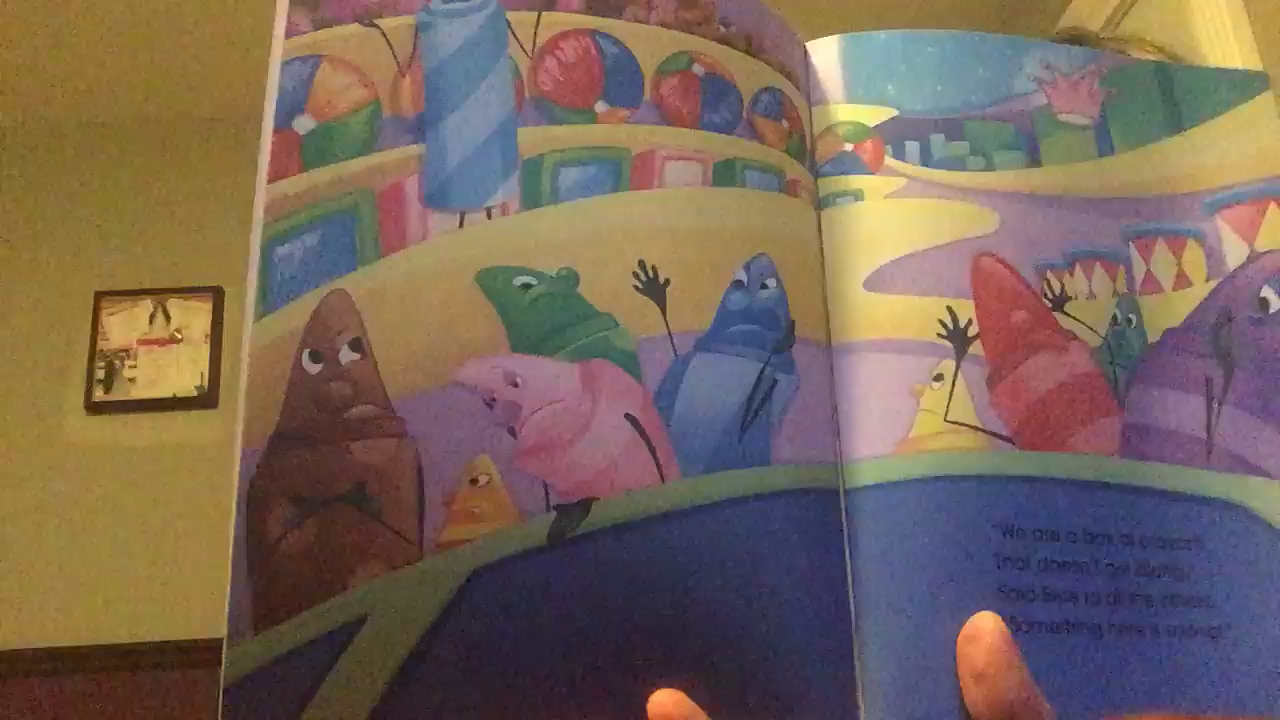 "We are a box of crayons
That doesn't get along,"
Said Blue to all the others.
"Something here is wrong!"